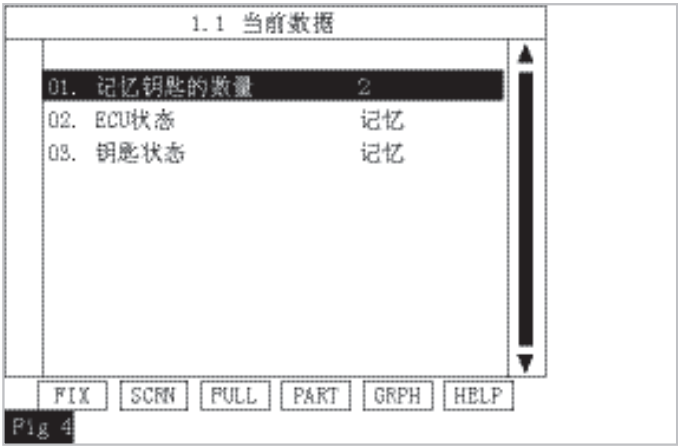 1.1 当前数据
01. 记忆钥匙的数量 2
02. ECU状态 记忆
03. 钥匙状态 记忆
FIX SCRN FULL PART GRPH HELP
Fig 4